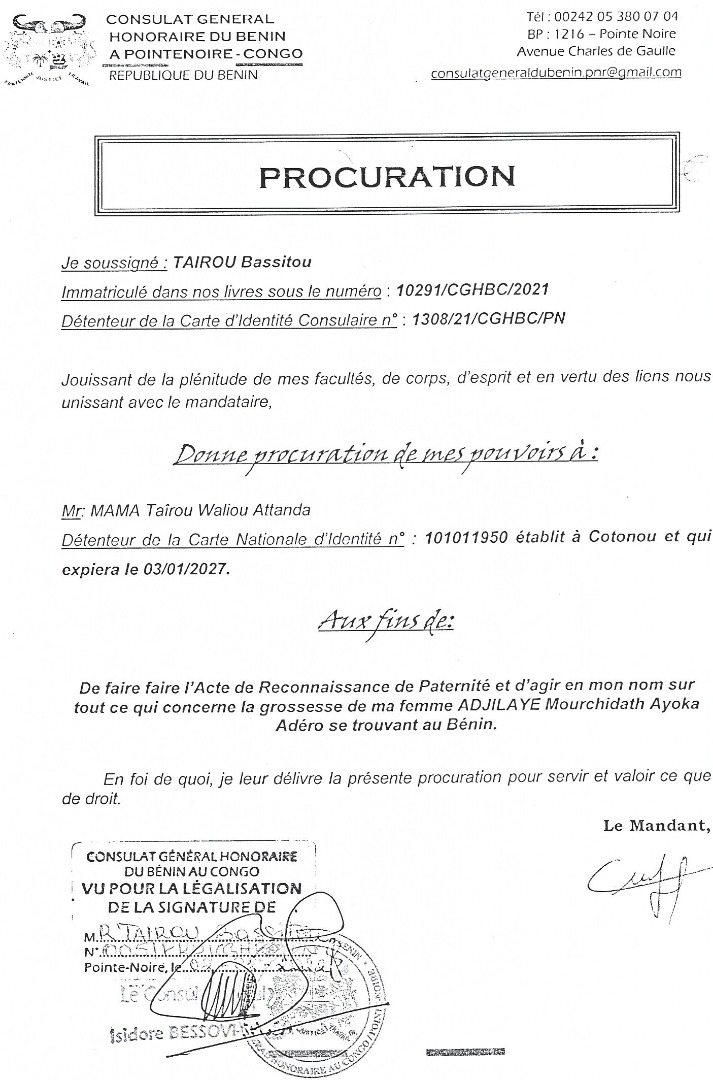 CONSULAT GENERAL
HONORAIRE DU BENIN
A POINTENOIRE - CONGO
REPUBLIQUE DU BENIN
Tél : 00242 05 380 07 04
BP : 1216 – Pointe Noire
Avenue Charles de Gaulle
consulatgeneraldubenin.pnr@gmail.com
JUSTICE TRAVAIL
PROCURATION
Je soussigné : TAIROU Bassitou
Immatriculé dans nos livres sous le numéro : 10291/CGHBC/2021
Détenteur de la Carte d'Identité Consulaire n° : 1308/21/CGHBC/PN
Jouissant de la plénitude de mes facultés, de corps, d'esprit et en vertu des liens nous
unissant avec le mandataire,
Donne procuration de mes pouvoirs à :
Mr: MAMA Taîrou Waliou Attanda
Détenteur de la Carte Nationale d'Identité n° : 101011950 établit à Cotonou et qui
expiera le 03/01/2027.
Aux fins de:
De faire faire l'Acte de Reconnaissance de Paternité et d'agir en mon nom sur
tout ce qui concerne la grossesse de ma femme ADJILAYE Mourchidath Ayoka
Adéro se trouvant au Bénin.
En foi de quoi, je leur délivre la présente procuration pour servir et valoir ce que
de droit.
Le Mandant,
CONSULAT GÉNÉRAL HONORAIRE
DU BÉNIN AU CONGO
VU POUR LA LÉGALISATION
DE LA SIGNATURE DE
M.R TAIROU
N°
Pointe-Noire, le
Le Consul
Isidore
HONORAIRE AU CONGO